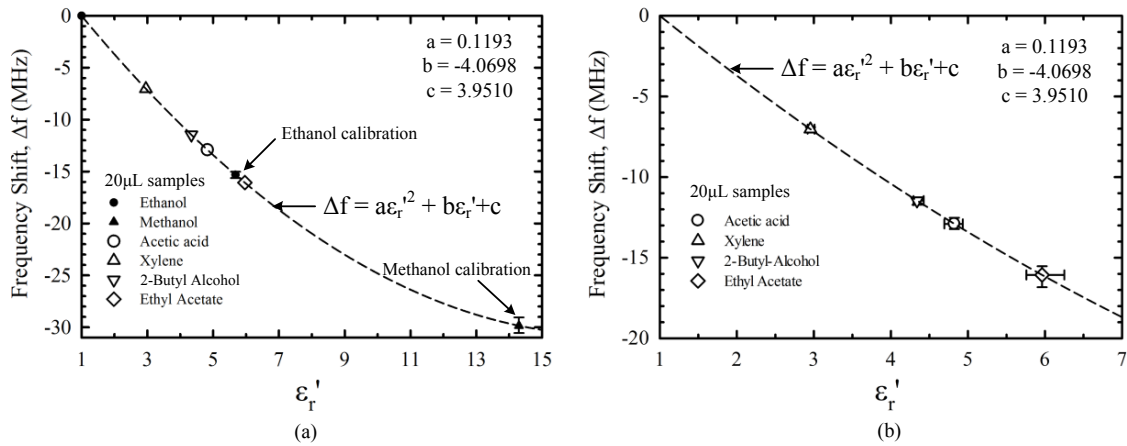 0
-5
-10
-15
-20
-25
-30
Frequency Shift, Δf (MHz)
a = 0.1193
b = -4.0698
c = 3.9510
Ethanol calibration
20μL samples
Ethanol
Methanol
Acetic acid
Xylene
2-Butyl Alcohol
Ethyl Acetate
Δf = aεr'² + bεr'+c
Methanol calibration
1 3 5 7 9 11 13 15
εr'
(a)
0
-5
-10
-15
-20
Frequency Shift, Δf (MHz)
Δf = aεr'² + bεr'+c
a = 0.1193
b = -4.0698
c = 3.9510
20μL samples
Acetic acid
Xylene
2-Butyl-Alcohol
Ethyl Acetate
1 2 3 4 5 6 7
εr'
(b)